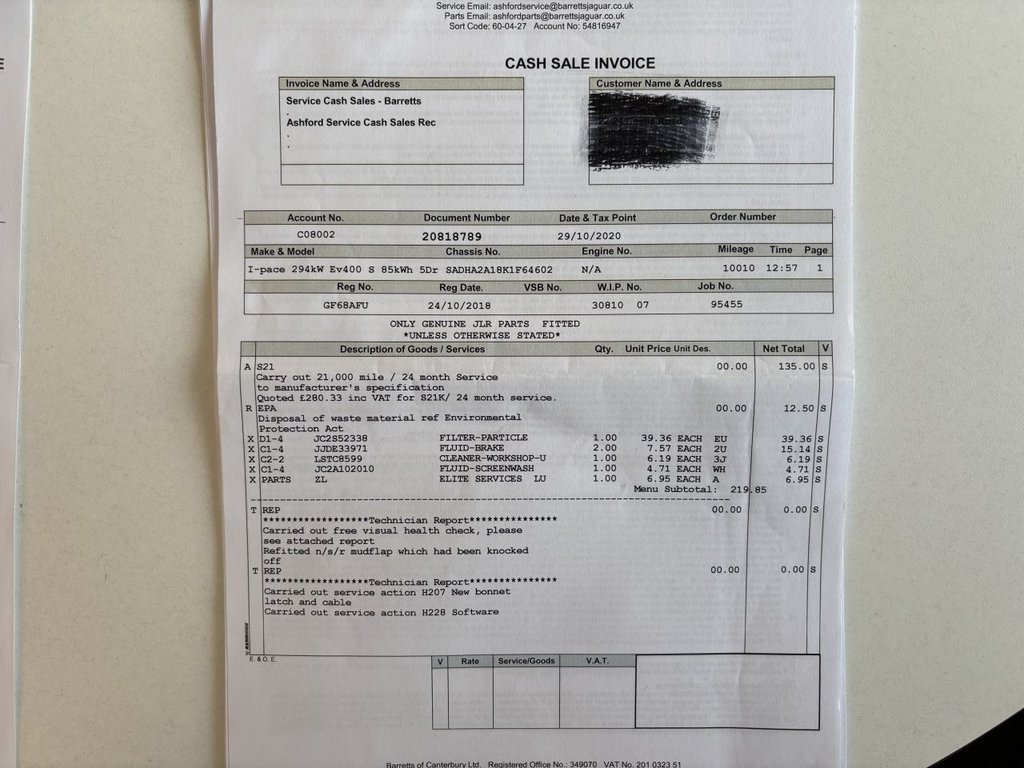 Service Email: ashfordservice@barrettsjaguar.co.uk
Parts Email: ashfordparts@barrettsjaguar.co.uk
Sort Code: 60-04-27 Account No: 54816947
CASH SALE INVOICE
Invoice Name & Address
Customer Name & Address
Service Cash Sales - Barretts
.
Ashford Service Cash Sales Rec
.
.
Account No. Document Number Date & Tax Point Order Number
C08002 20818789 29/10/2020
Make & Model Chassis No. Engine No. Mileage Time Page
I-pace 294kW Ev400 S 85kWh 5Dr SADHA2A18K1F64602 N/A 10010 12:57 1
Reg No. Reg Date. VSB No. W.I.P. No. Job No.
GF68AFU 24/10/2018 30810 07 95455
ONLY GENUINE JLR PARTS FITTED
*UNLESS OTHERWISE STATED*
Description of Goods / Services Qty. Unit Price Unit Des. Net Total V
A S21 00.00 135.00 S
Carry out 21,000 mile / 24 month Service
to manufacturer's specification
Quoted £280.33 inc VAT for S21K/ 24 month service.
R EPA 00.00 12.50 S
Disposal of waste material ref Environmental
Protection Act
X D1-4 JC2S52338 FILTER-PARTICLE 1.00 39.36 EACH EU 39.36 S
X C1-4 JJDE33971 FLUID-BRAKE 2.00 7.57 EACH 2U 15.14 S
X C2-2 LSTC8599 CLEANER-WORKSHOP-U 1.00 6.19 EACH 3J 6.19 S
X C1-4 JC2A102010 FLUID-SCREENWASH 1.00 4.71 EACH WH 4.71 S
X PARTS ZL ELITE SERVICES LU 1.00 6.95 EACH A 6.95 S
Menu Subtotal: 219.85
T REP 00.00 0.00 S
******************Technician Report***************
Carried out free visual health check, please
see attached report
Refitted n/s/r mudflap which had been knocked
off
T REP 00.00 0.00 S
******************Technician Report***************
Carried out service action H207 New bonnet
latch and cable
Carried out service action H228 Software
E. & O. E.
V Rate Service/Goods V.A.T.
Barretts of Canterbury Ltd. Registered Office No.: 349070 VAT No. 201 0323 51